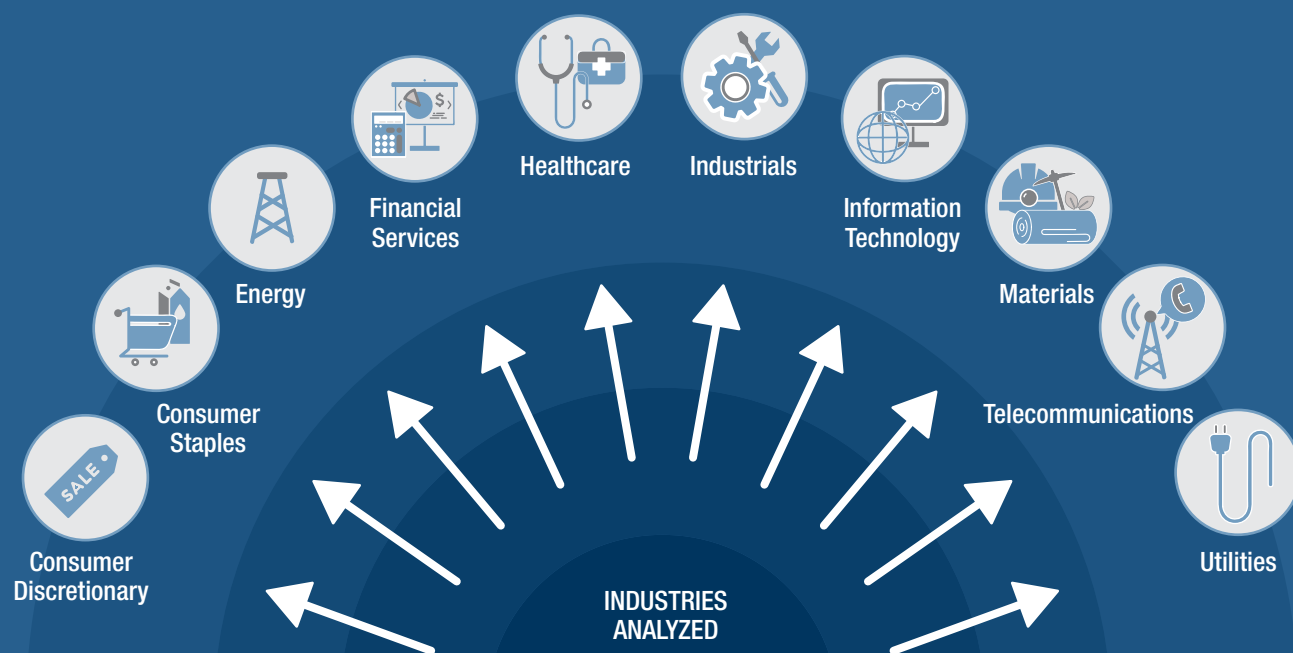 Healthcare
Industrials
Financial
Services
Information
Technology
Energy
Materials
Consumer
Staples
Telecommunications
SALE
Consumer
Discretionary
Utilities
INDUSTRIES
ANALYZED
$